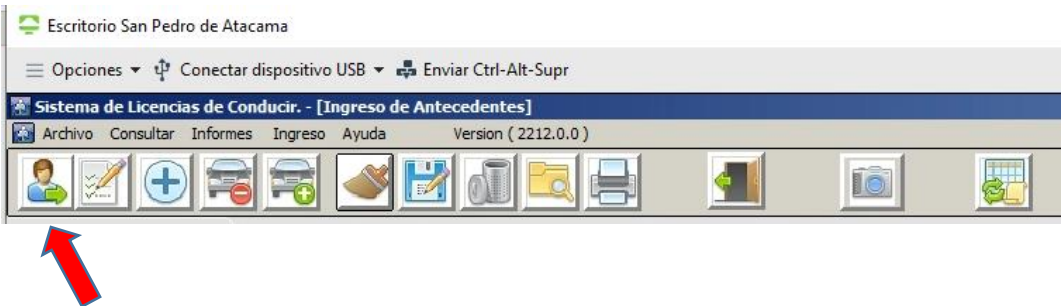 Escritorio San Pedro de Atacama
Opciones Conectar dispositivo USB Enviar Ctrl-Alt-Supr
Sistema de Licencias de Conducir. - [Ingreso de Antecedentes]
Archivo Consultar Informes Ingreso Ayuda Version ( 2212.0.0 )